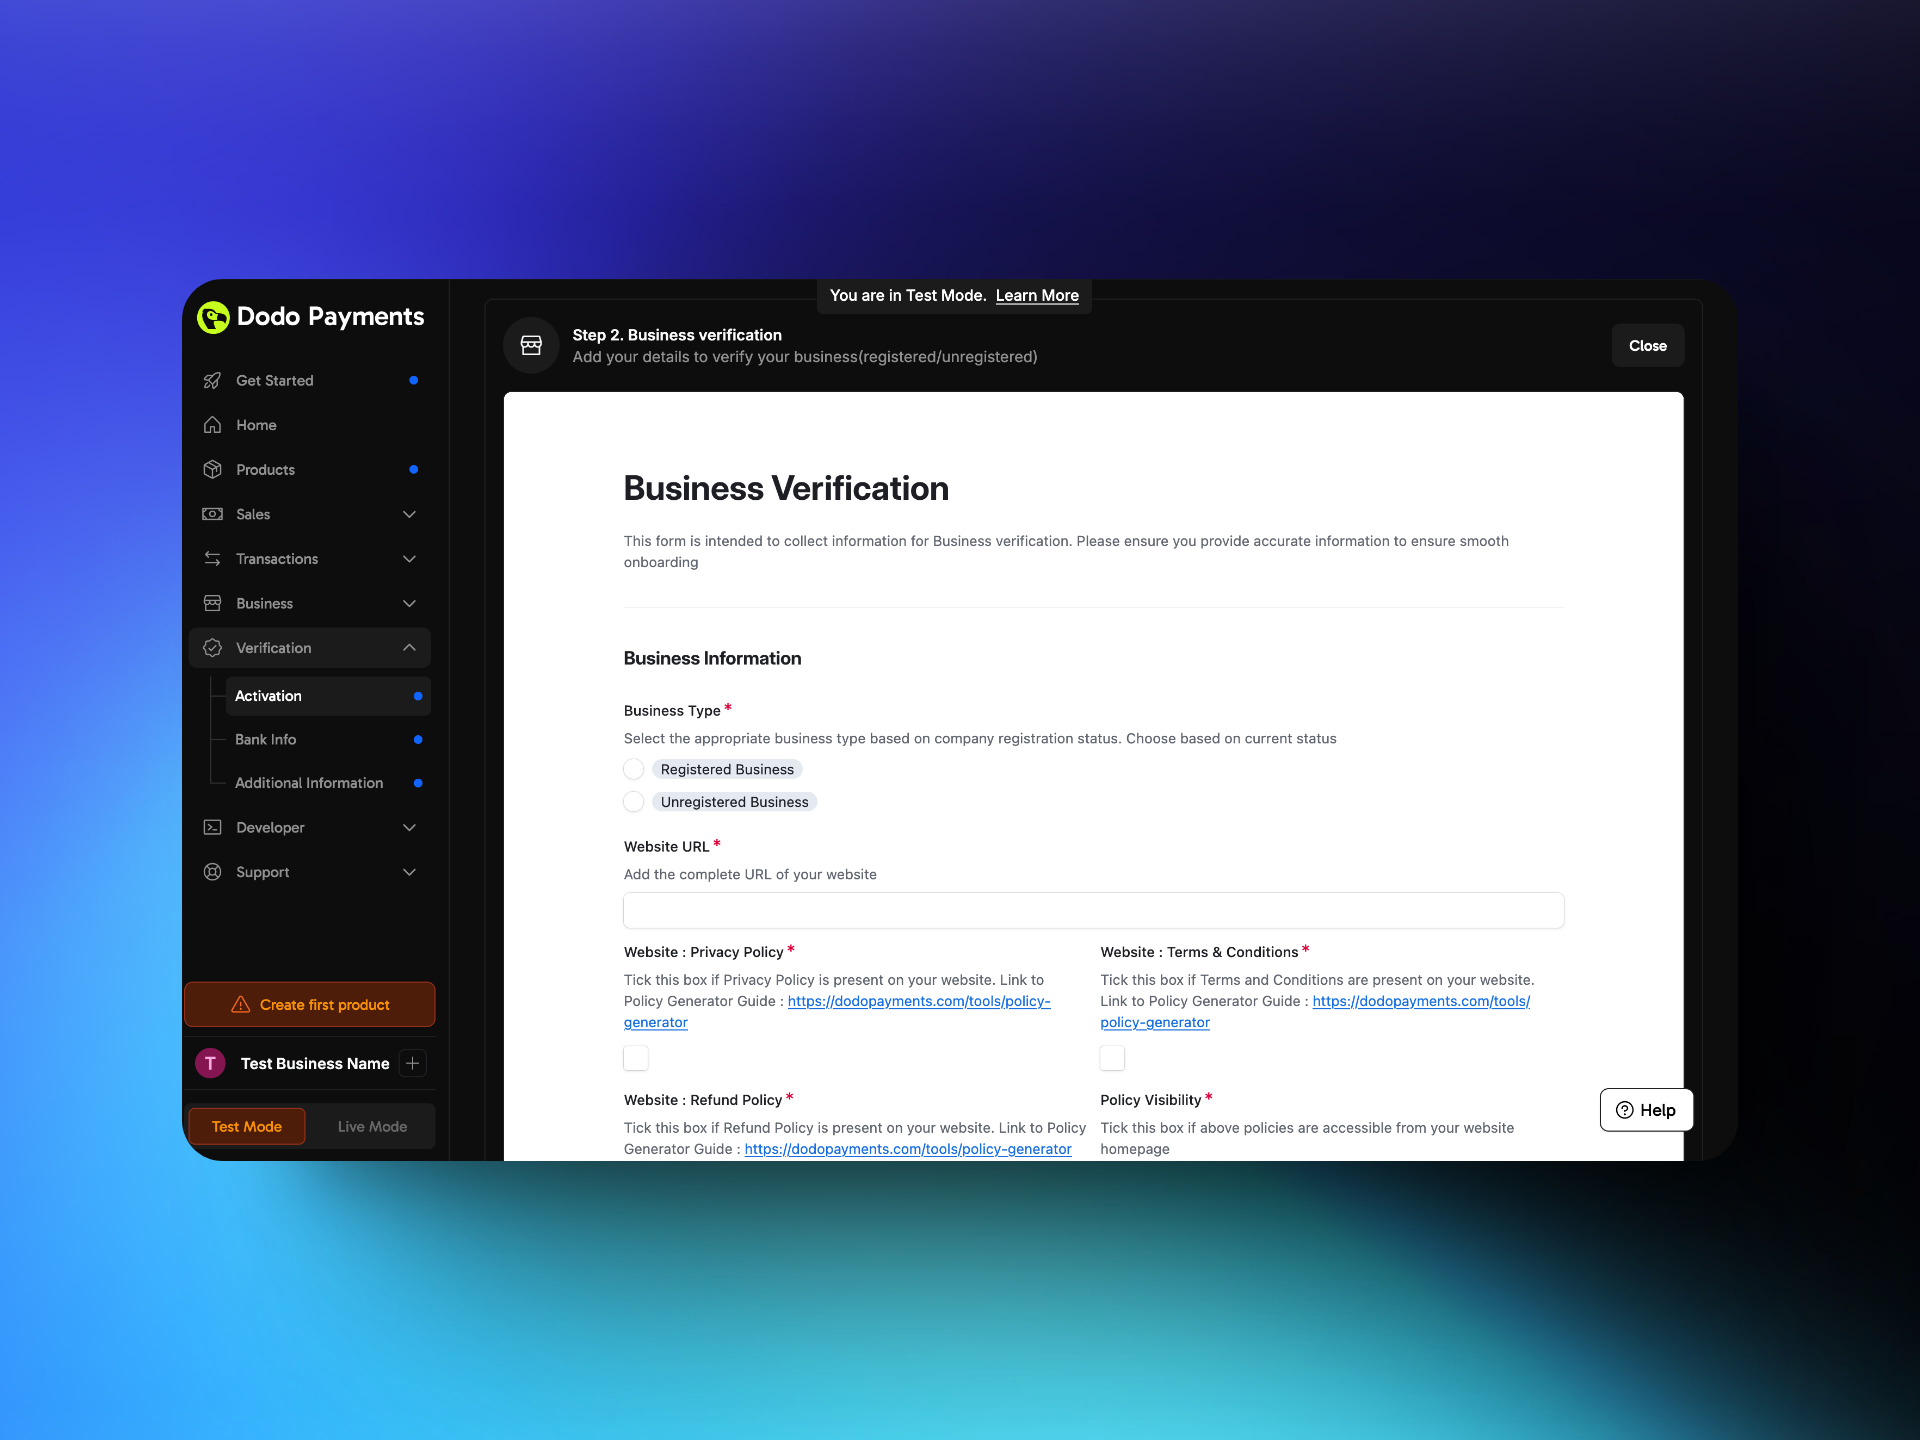 Dodo Payments
Get Started
Home
Products
Sales
Transactions
Business
Verification
Activation
Bank Info
Additional Information
Developer
Support
Create first product
T
Test Business Name
Test Mode
Live Mode
You are in Test Mode. Learn More
Step 2. Business verification
Add your details to verify your business(registered/unregistered)
Close
Business Verification
This form is intended to collect information for Business verification. Please ensure you provide accurate information to ensure smooth
onboarding
Business Information
Business Type *
Select the appropriate business type based on company registration status. Choose based on current status
Registered Business
Unregistered Business
Website URL *
Add the complete URL of your website
Website : Privacy Policy *
Tick this box if Privacy Policy is present on your website. Link to
Policy Generator Guide : https://dodopayments.com/tools/policy-
generator
Website : Terms & Conditions *
Tick this box if Terms and Conditions are present on your website.
Link to Policy Generator Guide : https://dodopayments.com/tools/
policy-generator
Website : Refund Policy *
Tick this box if Refund Policy is present on your website. Link to Policy
Generator Guide : https://dodopayments.com/tools/policy-generator
Policy Visibility *
Tick this box if above policies are accessible from your website
homepage
Help